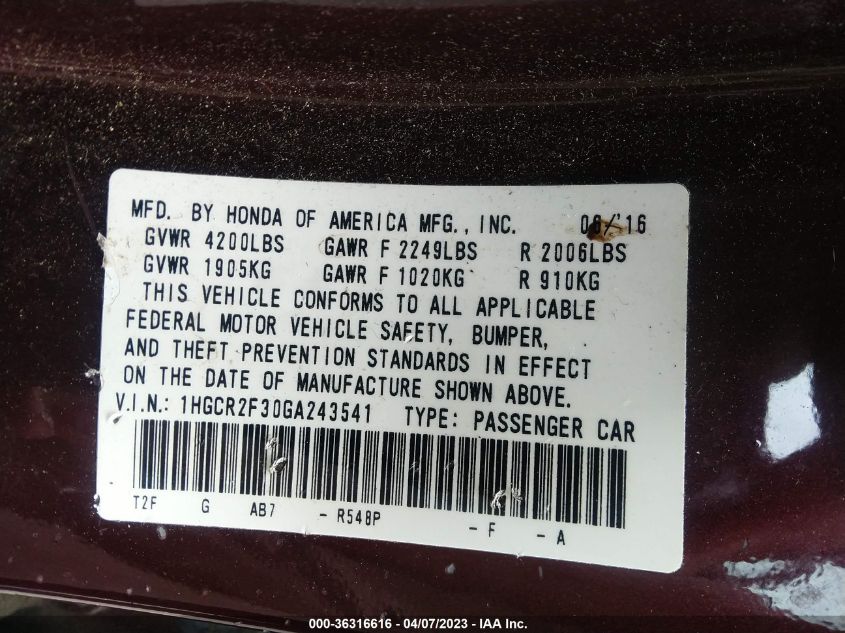 MFD. BY HONDA OF AMERICA MFG., INC. 08/'16
GVWR 4200LBS GAWR F 2249LBS R 2006LBS
GVWR 1905KG GAWR F 1020KG R 910KG
THIS VEHICLE CONFORMS TO ALL APPLICABLE
FEDERAL MOTOR VEHICLE SAFETY, BUMPER,
AND THEFT PREVENTION STANDARDS IN EFFECT
ON THE DATE OF MANUFACTURE SHOWN ABOVE.
V.I.N.: 1HGCR2F30GA243541 TYPE: PASSENGER CAR
T2F G AB7 - R548P - F - A
000-36316616 - 04/07/2023 - IAA Inc.